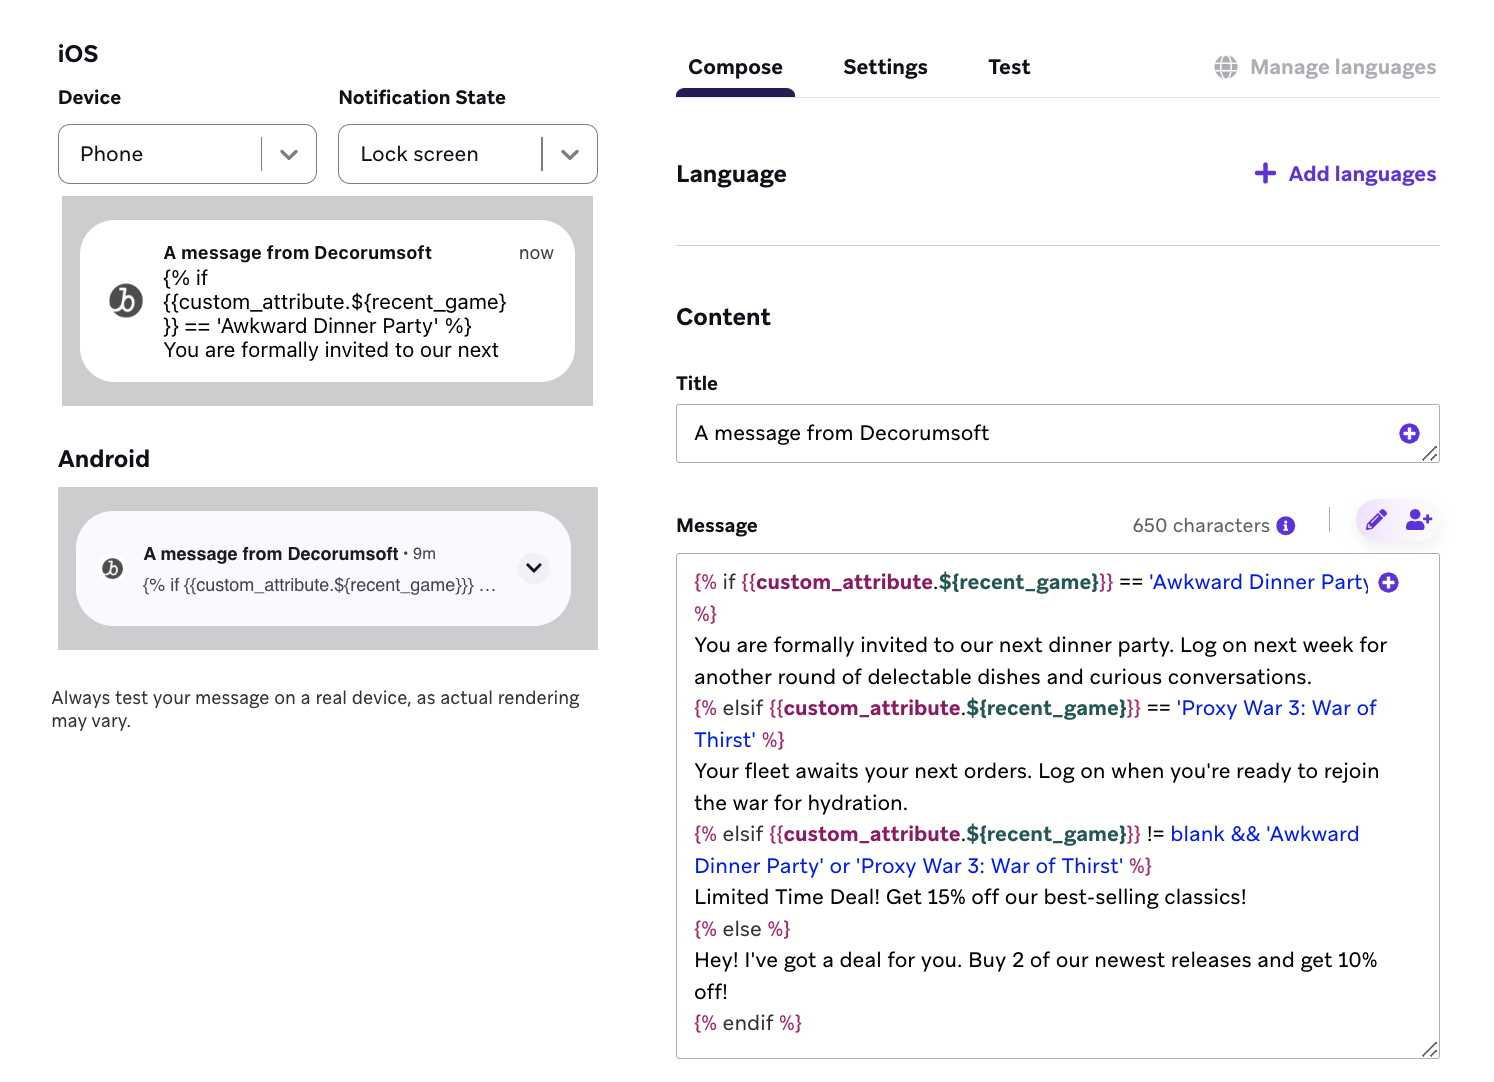 iOS
Device
Notification State
Phone
Lock screen
A message from Decorumsoft
now
{% if
{{custom_attribute.${recent_game}
}} == 'Awkward Dinner Party' %}
You are formally invited to our next
Android
A message from Decorumsoft • 9m
{% if {{custom_attribute.${recent_game}}} ...
Always test your message on a real device, as actual rendering
may vary.
Compose
Settings
Test
Manage languages
Language
Add languages
Content
Title
A message from Decorumsoft
Message
650 characters
{% if {{custom_attribute.${recent_game}}} == 'Awkward Dinner Party
%}
You are formally invited to our next dinner party. Log on next week for
another round of delectable dishes and curious conversations.
{% elsif {{custom_attribute.${recent_game}}} == 'Proxy War 3: War of
Thirst' %}
Your fleet awaits your next orders. Log on when you're ready to rejoin
the war for hydration.
{% elsif {{custom_attribute.${recent_game}}} != blank && 'Awkward
Dinner Party' or 'Proxy War 3: War of Thirst' %}
Limited Time Deal! Get 15% off our best-selling classics!
{% else %}
Hey! I've got a deal for you. Buy 2 of our newest releases and get 10%
off!
{% endif %}